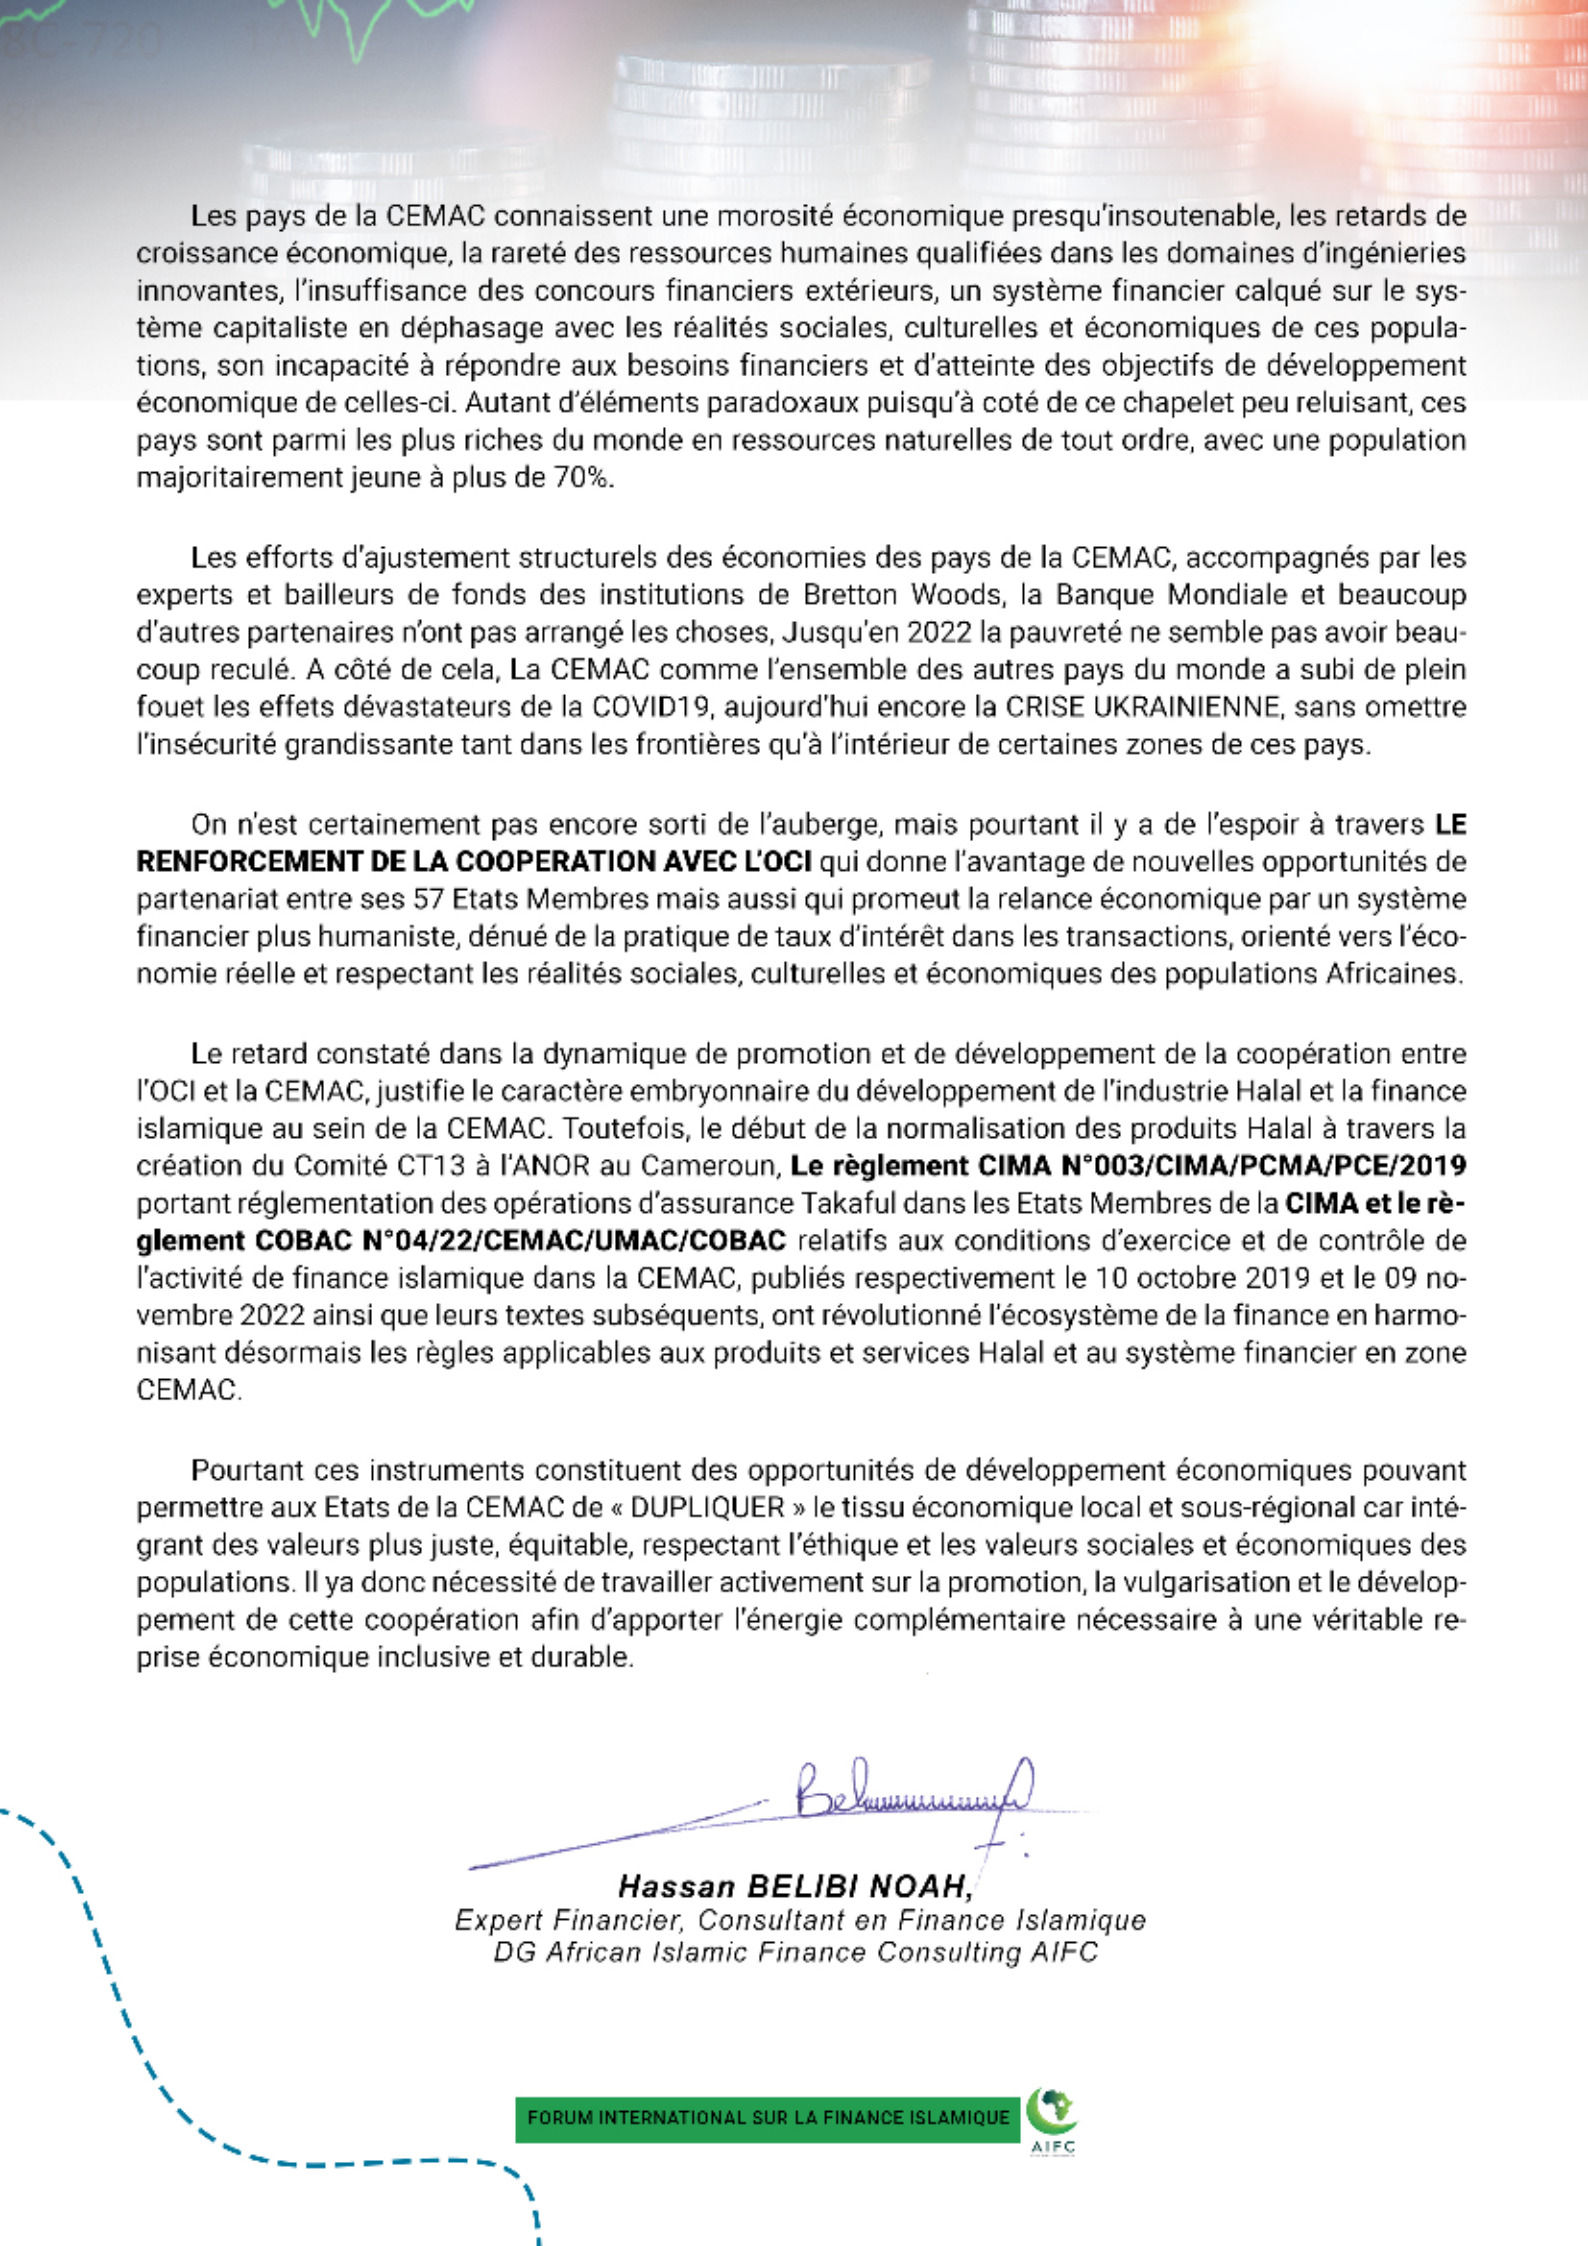 8C-720
Les pays de la CEMAC connaissent une morosité économique presqu'insoutenable, les retards de
croissance économique, la rareté des ressources humaines qualifiées dans les domaines d'ingénieries
innovantes, l'insuffisance des concours financiers extérieurs, un système financier calqué sur le sys-
tème capitaliste en déphasage avec les réalités sociales, culturelles et économiques de ces popula-
tions, son incapacité à répondre aux besoins financiers et d'atteinte des objectifs de développement
économique de celles-ci. Autant d'éléments paradoxaux puisqu'à coté de ce chapelet peu reluisant, ces
pays sont parmi les plus riches du monde en ressources naturelles de tout ordre, avec une population
majoritairement jeune à plus de 70%.
Les efforts d'ajustement structurels des économies des pays de la CEMAC, accompagnés par les
experts et bailleurs de fonds des institutions de Bretton Woods, la Banque Mondiale et beaucoup
d'autres partenaires n'ont pas arrangé les choses, Jusqu'en 2022 la pauvreté ne semble pas avoir beau-
coup reculé. A côté de cela, La CEMAC comme l'ensemble des autres pays du monde a subi de plein
fouet les effets dévastateurs de la COVID19, aujourd'hui encore la CRISE UKRAINIENNE, sans omettre
l'insécurité grandissante tant dans les frontières qu'à l'intérieur de certaines zones de ces pays.
On n'est certainement pas encore sorti de l'auberge, mais pourtant il y a de l'espoir à travers LE
RENFORCEMENT DE LA COOPERATION AVEC L'OCI qui donne l'avantage de nouvelles opportunités de
partenariat entre ses 57 Etats Membres mais aussi qui promeut la relance économique par un système
financier plus humaniste, dénué de la pratique de taux d'intérêt dans les transactions, orienté vers l'éco-
nomie réelle et respectant les réalités sociales, culturelles et économiques des populations Africaines.
Le retard constaté dans la dynamique de promotion et de développement de la coopération entre
l'OCI et la CEMAC, justifie le caractère embryonnaire du développement de l'industrie Halal et la finance
islamique au sein de la CEMAC. Toutefois, le début de la normalisation des produits Halal à travers la
création du Comité CT13 à l'ANOR au Cameroun, Le règlement CIMA N°003/CIMA/PCMA/PCE/2019
portant réglementation des opérations d'assurance Takaful dans les Etats Membres de la CIMA et le rè-
glement COBAC N°04/22/CEMAC/UMAC/COBAC relatifs aux conditions d'exercice et de contrôle de
l'activité de finance islamique dans la CEMAC, publiés respectivement le 10 octobre 2019 et le 09 no-
vembre 2022 ainsi que leurs textes subséquents, ont révolutionné l'écosystème de la finance en harmo-
nisant désormais les règles applicables aux produits et services Halal et au système financier en zone
CEMAC.
Pourtant ces instruments constituent des opportunités de développement économiques pouvant
permettre aux Etats de la CEMAC de « DUPLIQUER » le tissu économique local et sous-régional car inté-
grant des valeurs plus juste, équitable, respectant l'éthique et les valeurs sociales et économiques des
populations. Il ya donc nécessité de travailler activement sur la promotion, la vulgarisation et le dévelop-
pement de cette coopération afin d'apporter l'énergie complémentaire nécessaire à une véritable re-
prise économique inclusive et durable.
Hassan BELIBI NOAH,
Expert Financier, Consultant en Finance Islamique
DG African Islamic Finance Consulting AIFC
FORUM INTERNATIONAL SUR LA FINANCE ISLAMIQUE
AIFC